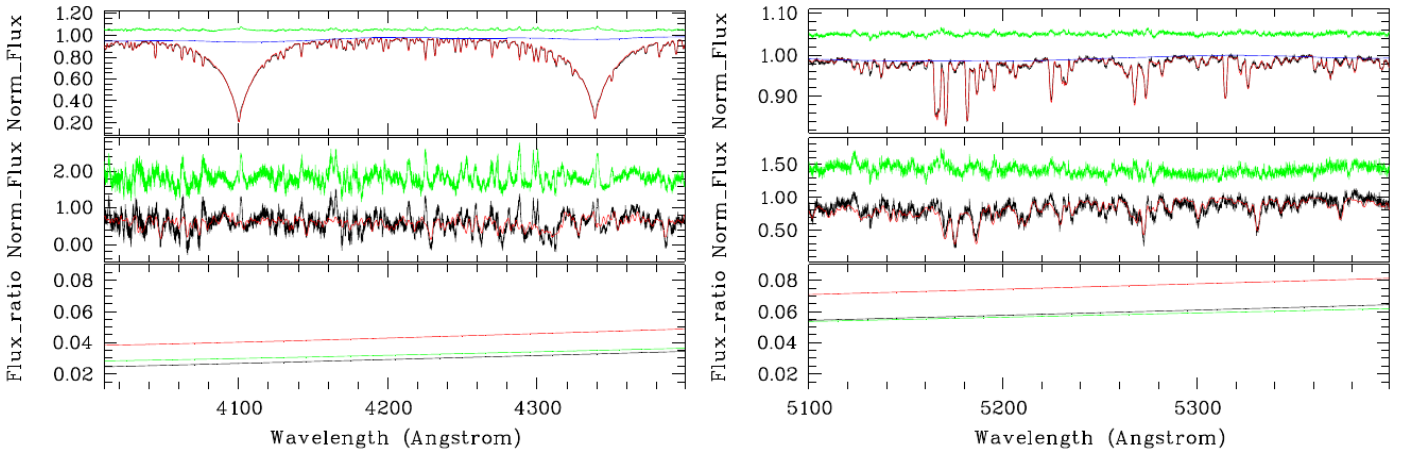 1.20
1.00
0.80
0.60
0.40
0.20
Norm_Flux
2.00
1.00
0.00
Norm_Flux
0.08
0.06
0.04
0.02
Flux_ratio
4100 4200 4300
Wavelength (Angstrom)
1.10
1.00
0.90
Norm_Flux
1.50
1.00
0.50
Norm_Flux
0.08
0.06
0.04
0.02
Flux_ratio
5100 5200 5300
Wavelength (Angstrom)